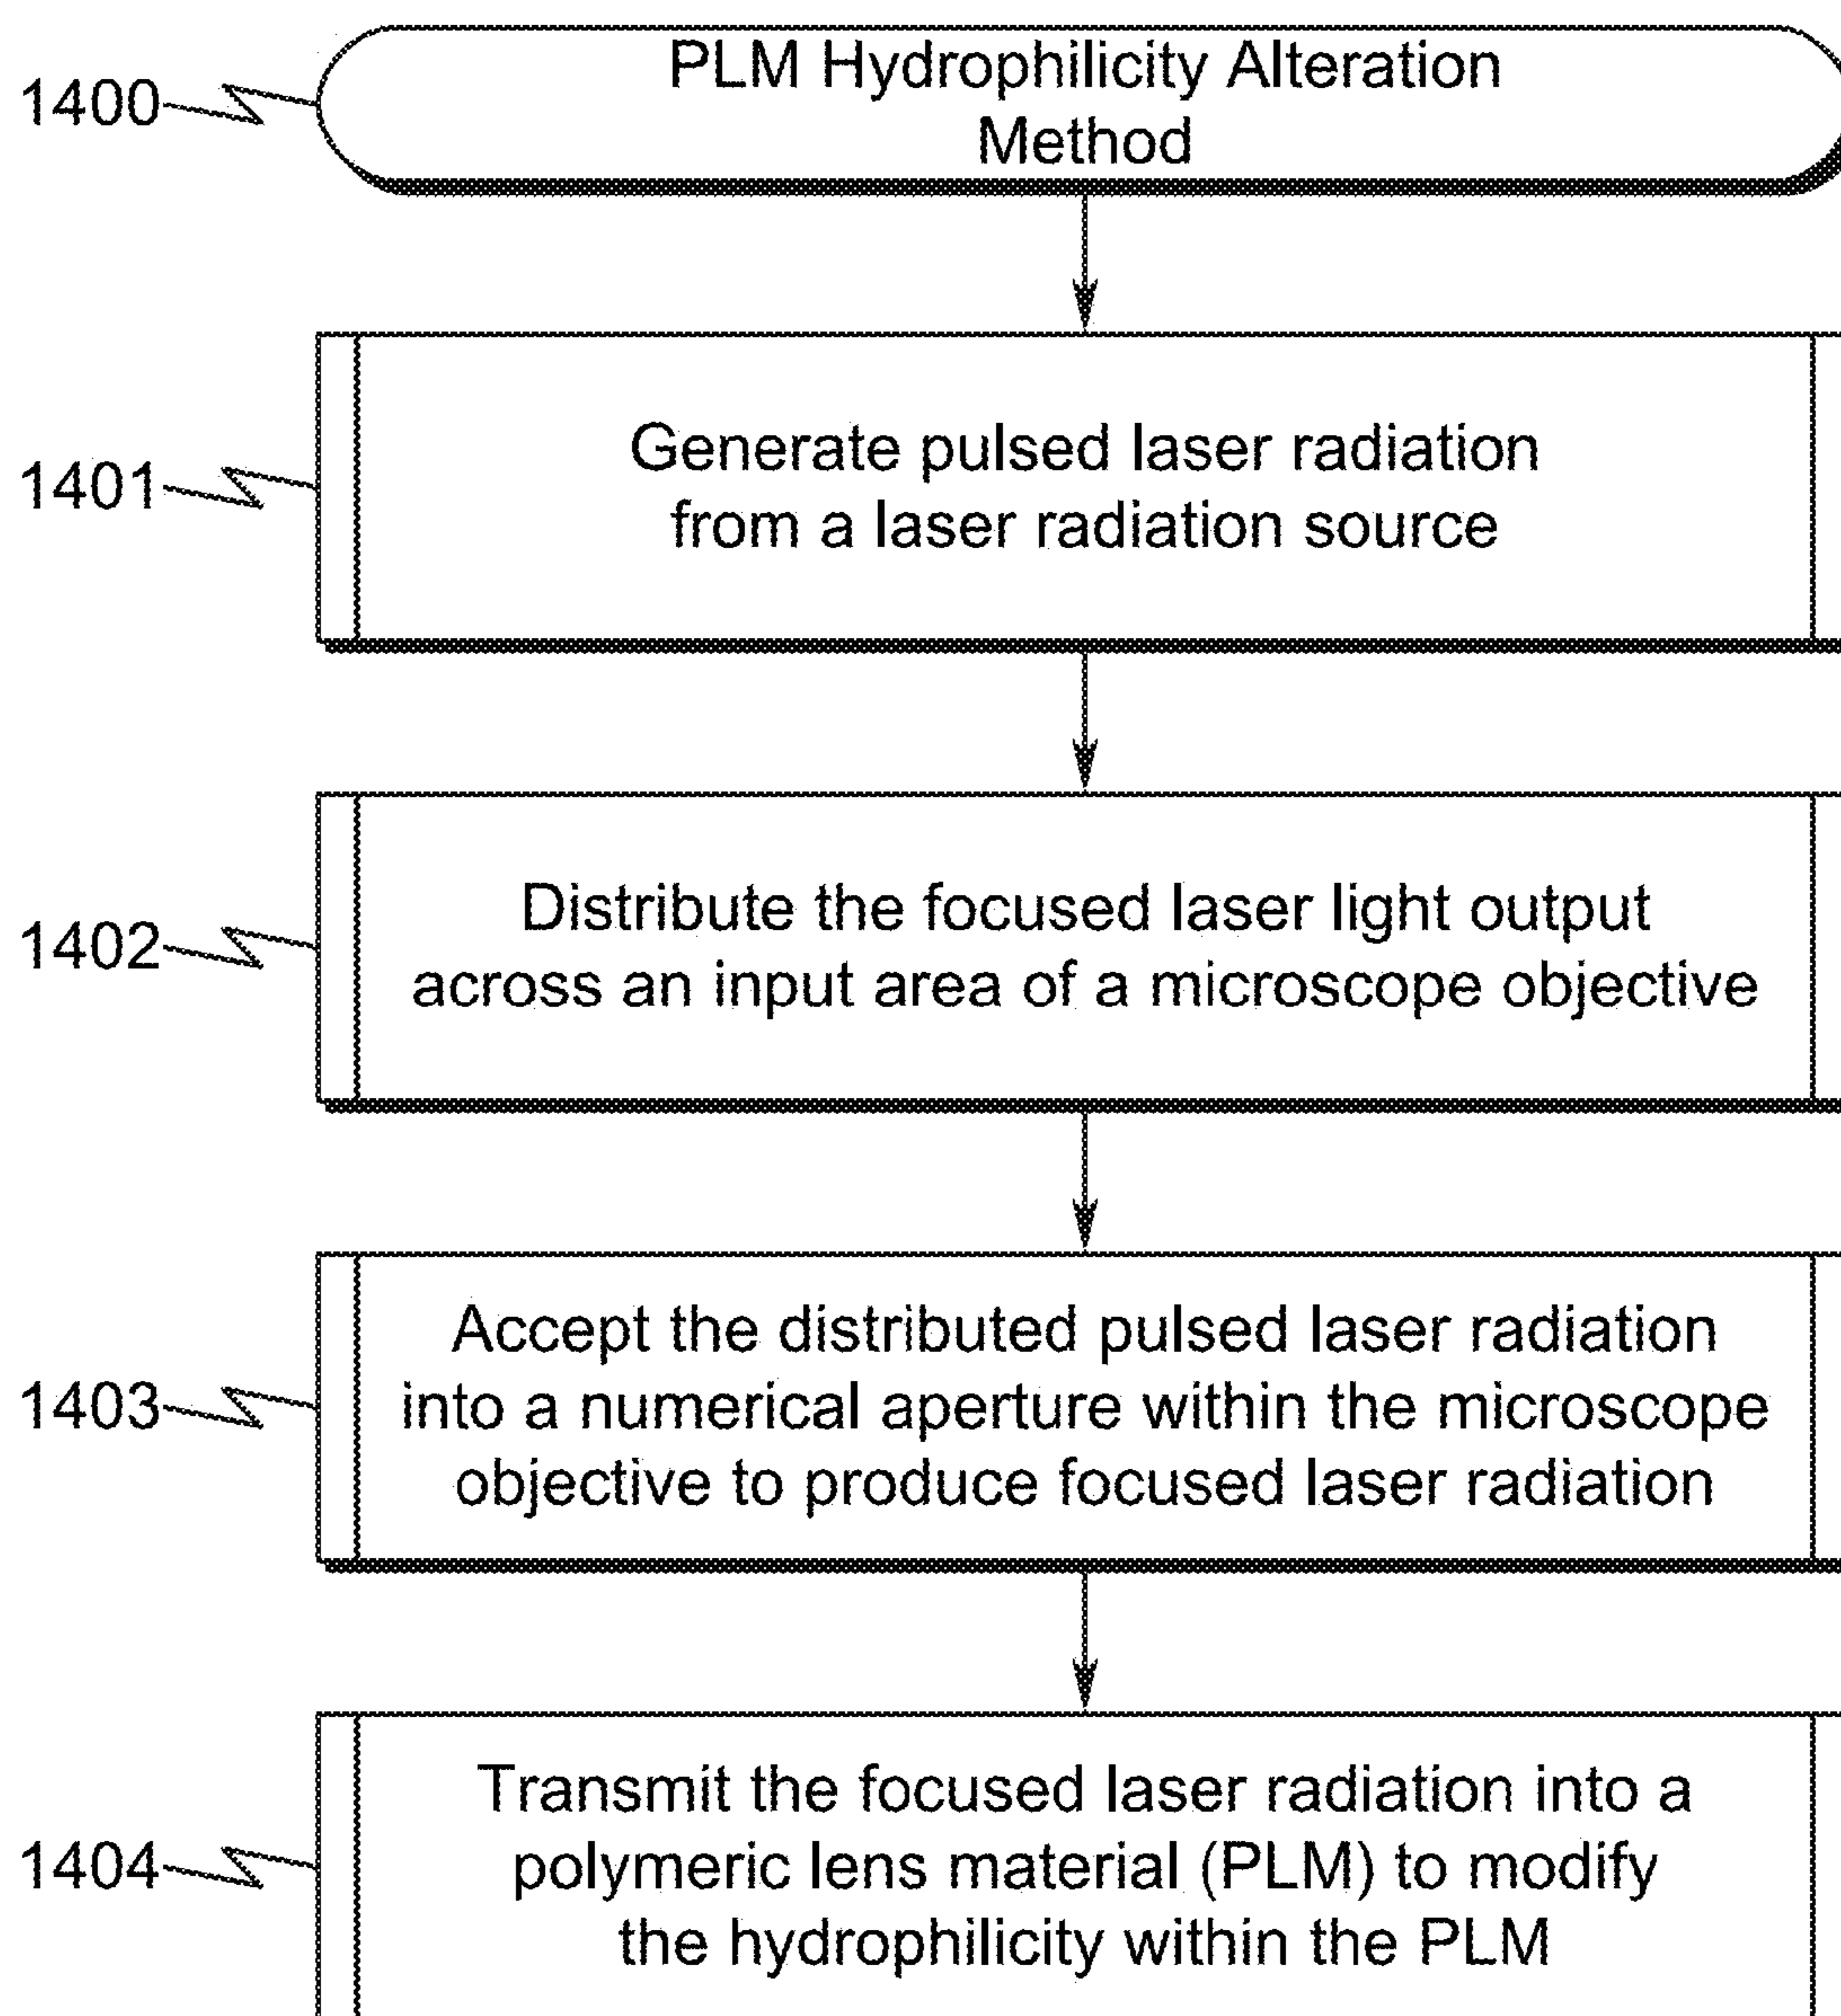 1400
PLM Hydrophilicity Alteration
Method
1401
Generate pulsed laser radiation
from a laser radiation source
1402
Distribute the focused laser light output
across an input area of a microscope objective
1403
Accept the distributed pulsed laser radiation
into a numerical aperture within the microscope
objective to produce focused laser radiation
1404
Transmit the focused laser radiation into a
polymeric lens material (PLM) to modify
the hydrophilicity within the PLM